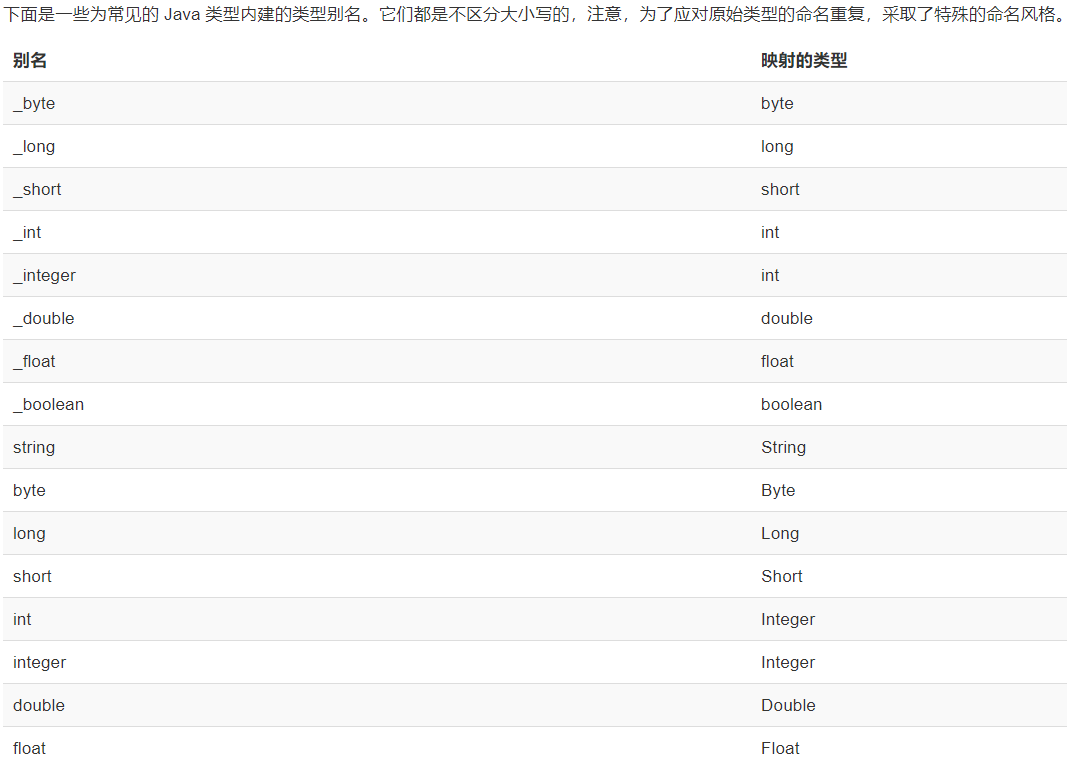 下面是一些为常见的 Java 类型内建的类型别名。它们都是不区分大小写的，注意，为了应对原始类型的命名重复，采取了特殊的命名风格。
别名 映射的类型
_byte byte
_long long
_short short
_int int
_integer int
_double double
_float float
_boolean boolean
string String
byte Byte
long Long
short Short
int Integer
integer Integer
double Double
float Float